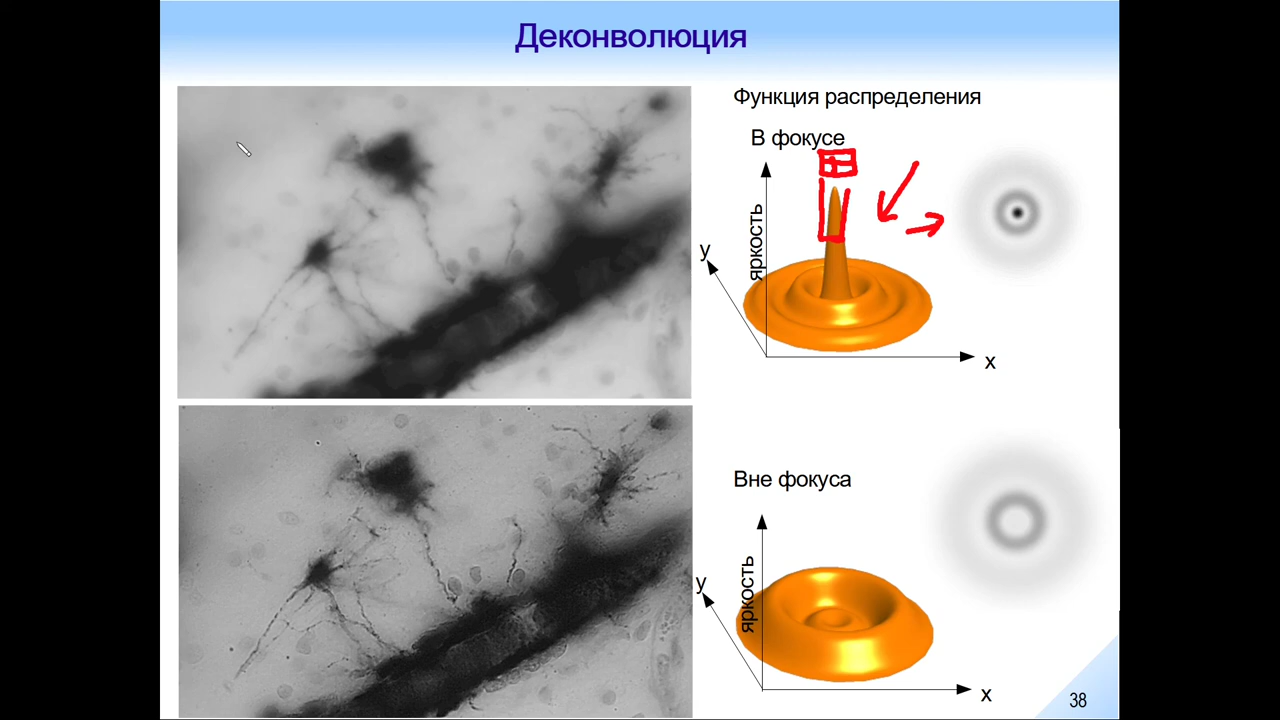 Деконволюция
Функция распределения
В фокусе
яркость
y
x
Вне фокуса
яркость
y
x
38